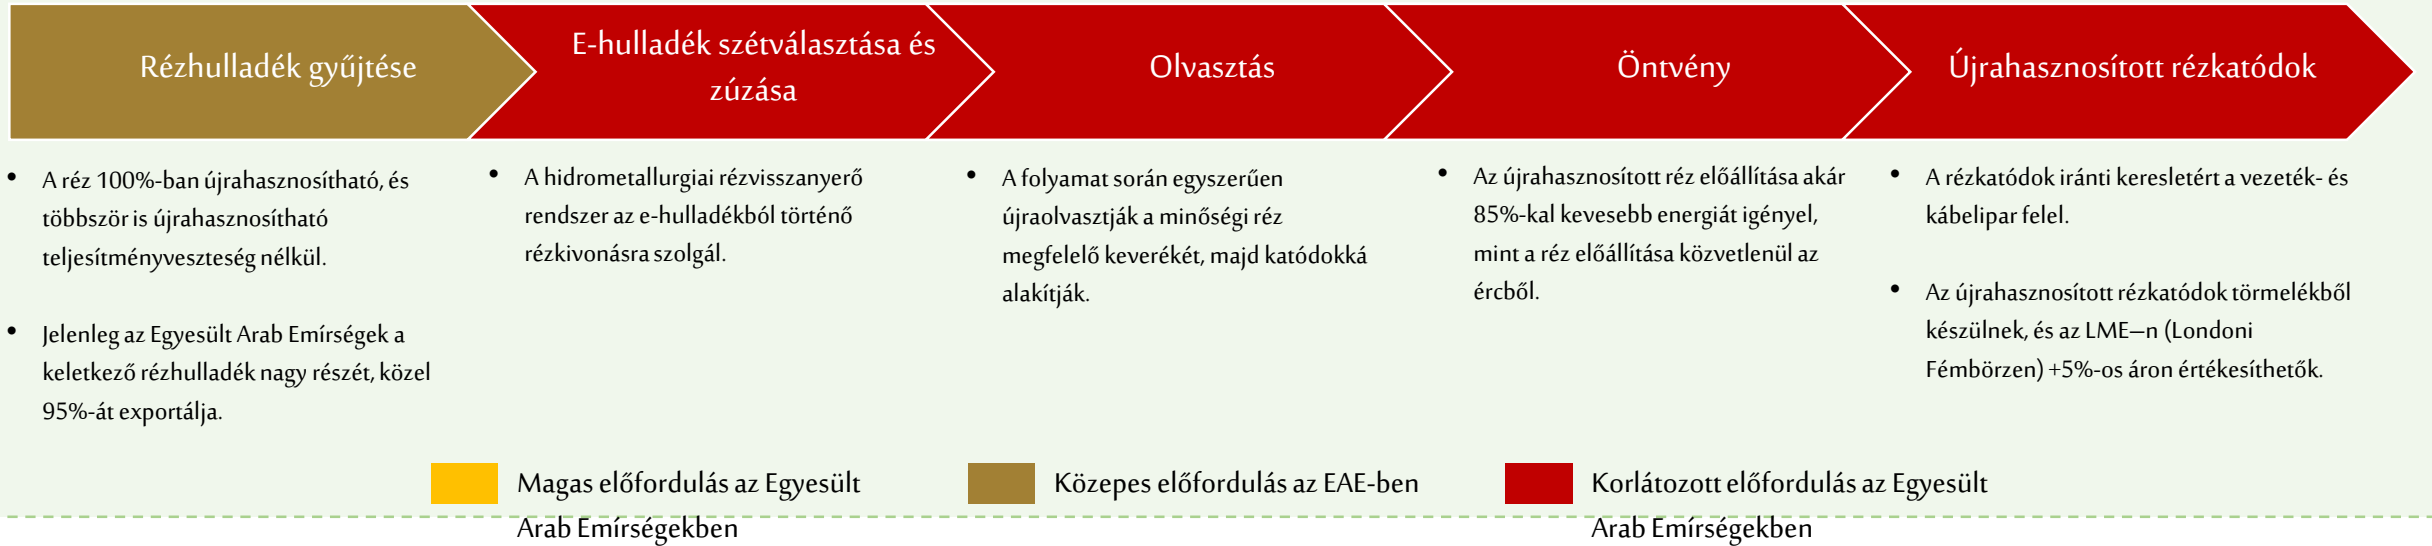 Rézhulladék gyűjtése
E-hulladék szétválasztása és
zúzása
Olvasztás
Öntvény
Újrahasznosított rézkatódok
• A réz 100%-ban újrahasznosítható, és
többször is újrahasznosítható
teljesítményveszteség nélkül.
• Jelenleg az Egyesült Arab Emírségek a
keletkező rézhulladék nagy részét, közel
95%-át exportálja.
• A hidrometallurgiai rézvisszanyerő
rendszer az e-hulladékból történő
rézkivonásra szolgál.
• A folyamat során egyszerűen
újraolvasztják a minőségi réz
megfelelő keverékét, majd katódokká
alakítják.
• Az újrahasznosított réz előállítása akár
85%-kal kevesebb energiát igényel,
mint a réz előállítása közvetlenül az
ércből.
• A rézkatódok iránti keresletért a vezeték- és
kábelipar felel.
• Az újrahasznosított rézkatódok törmelékből
készülnek, és az LME–n (Londoni
Fémbörzen) +5%-os áron értékesíthetők.
Magas előfordulás az Egyesült
Arab Emírségekben
Közepes előfordulás az EAE-ben
Korlátozott előfordulás az Egyesült
Arab Emírségekben